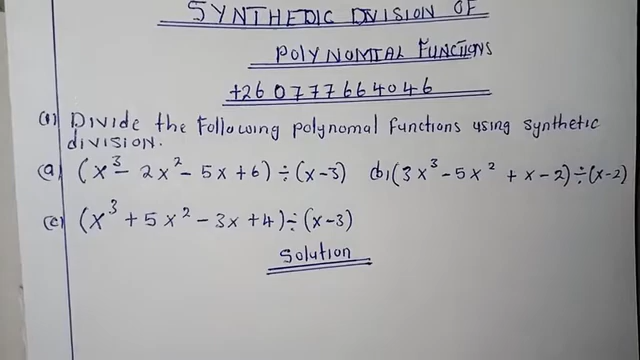 SYNTHEDIC DIVISION OF
POLYNOMIAL FUNCTIONS
+260777664046
(1) Divide the following polynomal functions using synthetic
division.
(a) (x³ - 2x² - 5x + 6) ÷ (x-3) (b) (3x³ - 5x² + x - 2) ÷ (x-2)
(c) (x³ + 5x² - 3x + 4) ÷ (x-3)
Solution